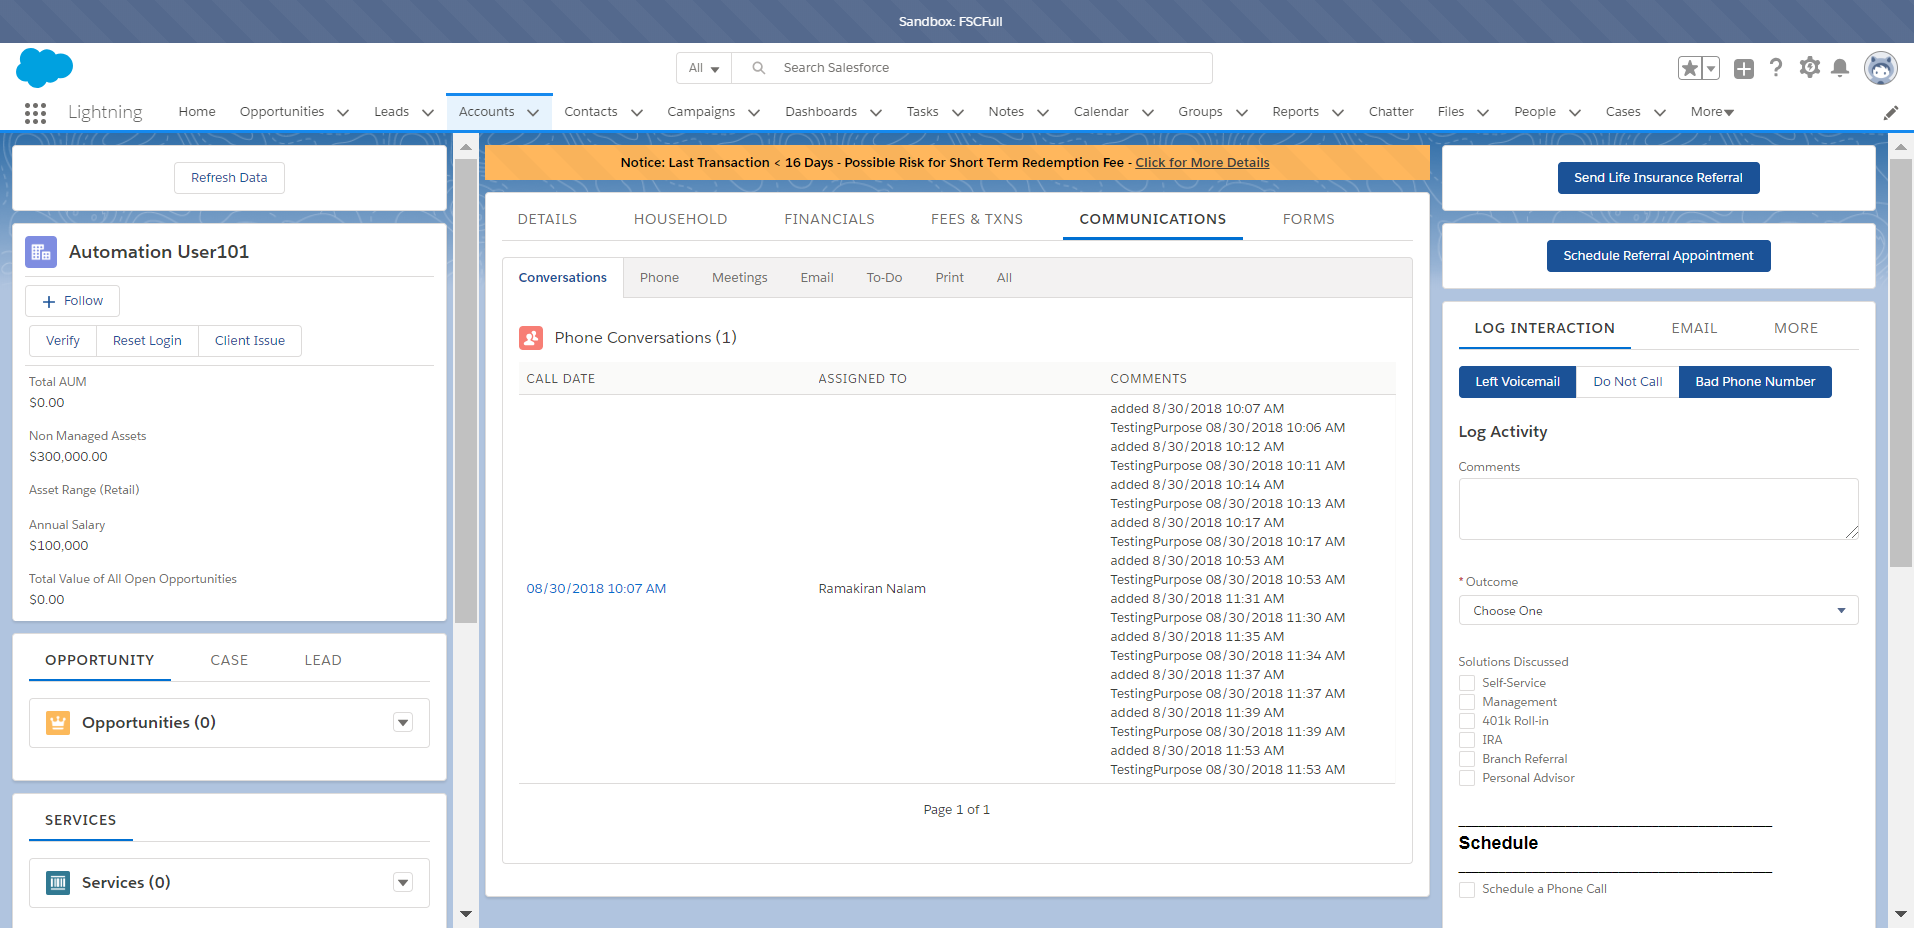 Sandbox: FSCFull
All
Search Salesforce
Lightning
Home
Opportunities
Leads
Accounts
Contacts
Campaigns
Dashboards
Tasks
Notes
Calendar
Groups
Reports
Chatter
Files
People
Cases
More
Refresh Data
Automation User101
Follow
Verify
Reset Login
Client Issue
Total AUM
$0.00
Non Managed Assets
$300,000.00
Asset Range (Retail)
Annual Salary
$100,000
Total Value of All Open Opportunities
$0.00
OPPORTUNITY
CASE
LEAD
Opportunities (0)
SERVICES
Services (0)
Notice: Last Transaction < 16 Days - Possible Risk for Short Term Redemption Fee - Click for More Details
DETAILS
HOUSEHOLD
FINANCIALS
FEES & TXNS
COMMUNICATIONS
FORMS
Conversations
Phone
Meetings
Email
To-Do
Print
All
Phone Conversations (1)
CALL DATE
ASSIGNED TO
COMMENTS
08/30/2018 10:07 AM
Ramakiran Nalam
added 8/30/2018 10:07 AM
TestingPurpose 08/30/2018 10:06 AM
added 8/30/2018 10:12 AM
TestingPurpose 08/30/2018 10:11 AM
added 8/30/2018 10:14 AM
TestingPurpose 08/30/2018 10:13 AM
added 8/30/2018 10:17 AM
TestingPurpose 08/30/2018 10:17 AM
added 8/30/2018 10:53 AM
TestingPurpose 08/30/2018 10:53 AM
added 8/30/2018 11:31 AM
TestingPurpose 08/30/2018 11:30 AM
added 8/30/2018 11:35 AM
TestingPurpose 08/30/2018 11:34 AM
added 8/30/2018 11:37 AM
TestingPurpose 08/30/2018 11:37 AM
added 8/30/2018 11:39 AM
TestingPurpose 08/30/2018 11:39 AM
added 8/30/2018 11:53 AM
TestingPurpose 08/30/2018 11:53 AM
Page 1 of 1
Send Life Insurance Referral
Schedule Referral Appointment
LOG INTERACTION
EMAIL
MORE
Left Voicemail
Do Not Call
Bad Phone Number
Log Activity
Comments
* Outcome
Choose One
Solutions Discussed
Self-Service
Management
401k Roll-in
IRA
Branch Referral
Personal Advisor
Schedule
Schedule a Phone Call